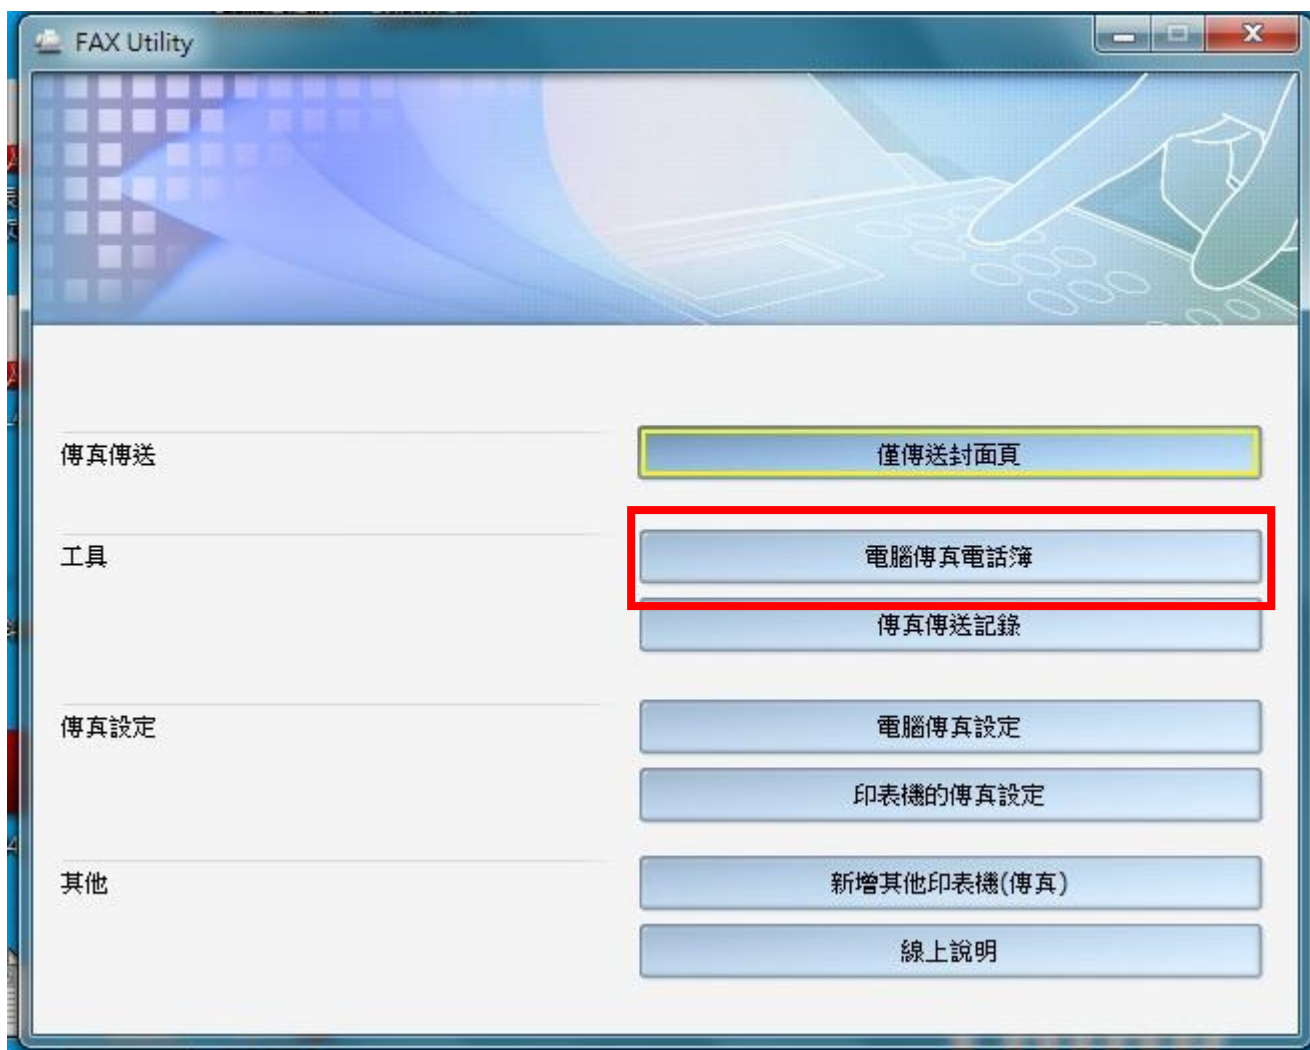 FAX Utility
傳真傳送
僅傳送封面頁
工具
電腦傳真電話簿
傳真傳送記錄
傳真設定
電腦傳真設定
印表機的傳真設定
其他
新增其他印表機(傳真)
線上說明